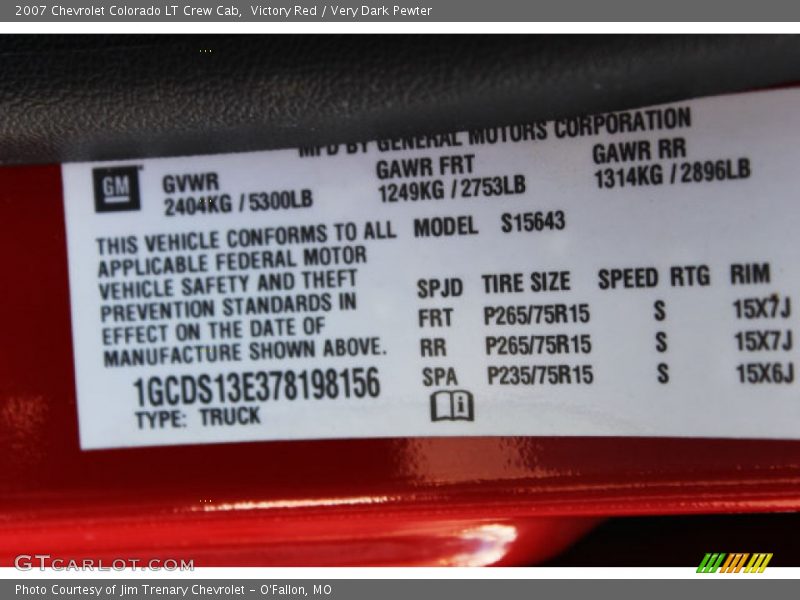 2007 Chevrolet Colorado LT Crew Cab, Victory Red / Very Dark Pewter
MFD BY GENERAL MOTORS CORPORATION
GM
GVWR
2404KG / 5300LB
GAWR FRT
1249KG / 2753LB
GAWR RR
1314KG / 2896LB
THIS VEHICLE CONFORMS TO ALL
APPLICABLE FEDERAL MOTOR
VEHICLE SAFETY AND THEFT
PREVENTION STANDARDS IN
EFFECT ON THE DATE OF
MANUFACTURE SHOWN ABOVE.
1GCDS13E378198156
TYPE: TRUCK
MODEL S15643
SPJD TIRE SIZE SPEED RTG RIM
FRT P265/75R15 S 15X7J
RR P265/75R15 S 15X7J
SPA P235/75R15 S 15X6J
GTCARLOT.COM
Photo Courtesy of Jim Trenary Chevrolet - O'Fallon, MO